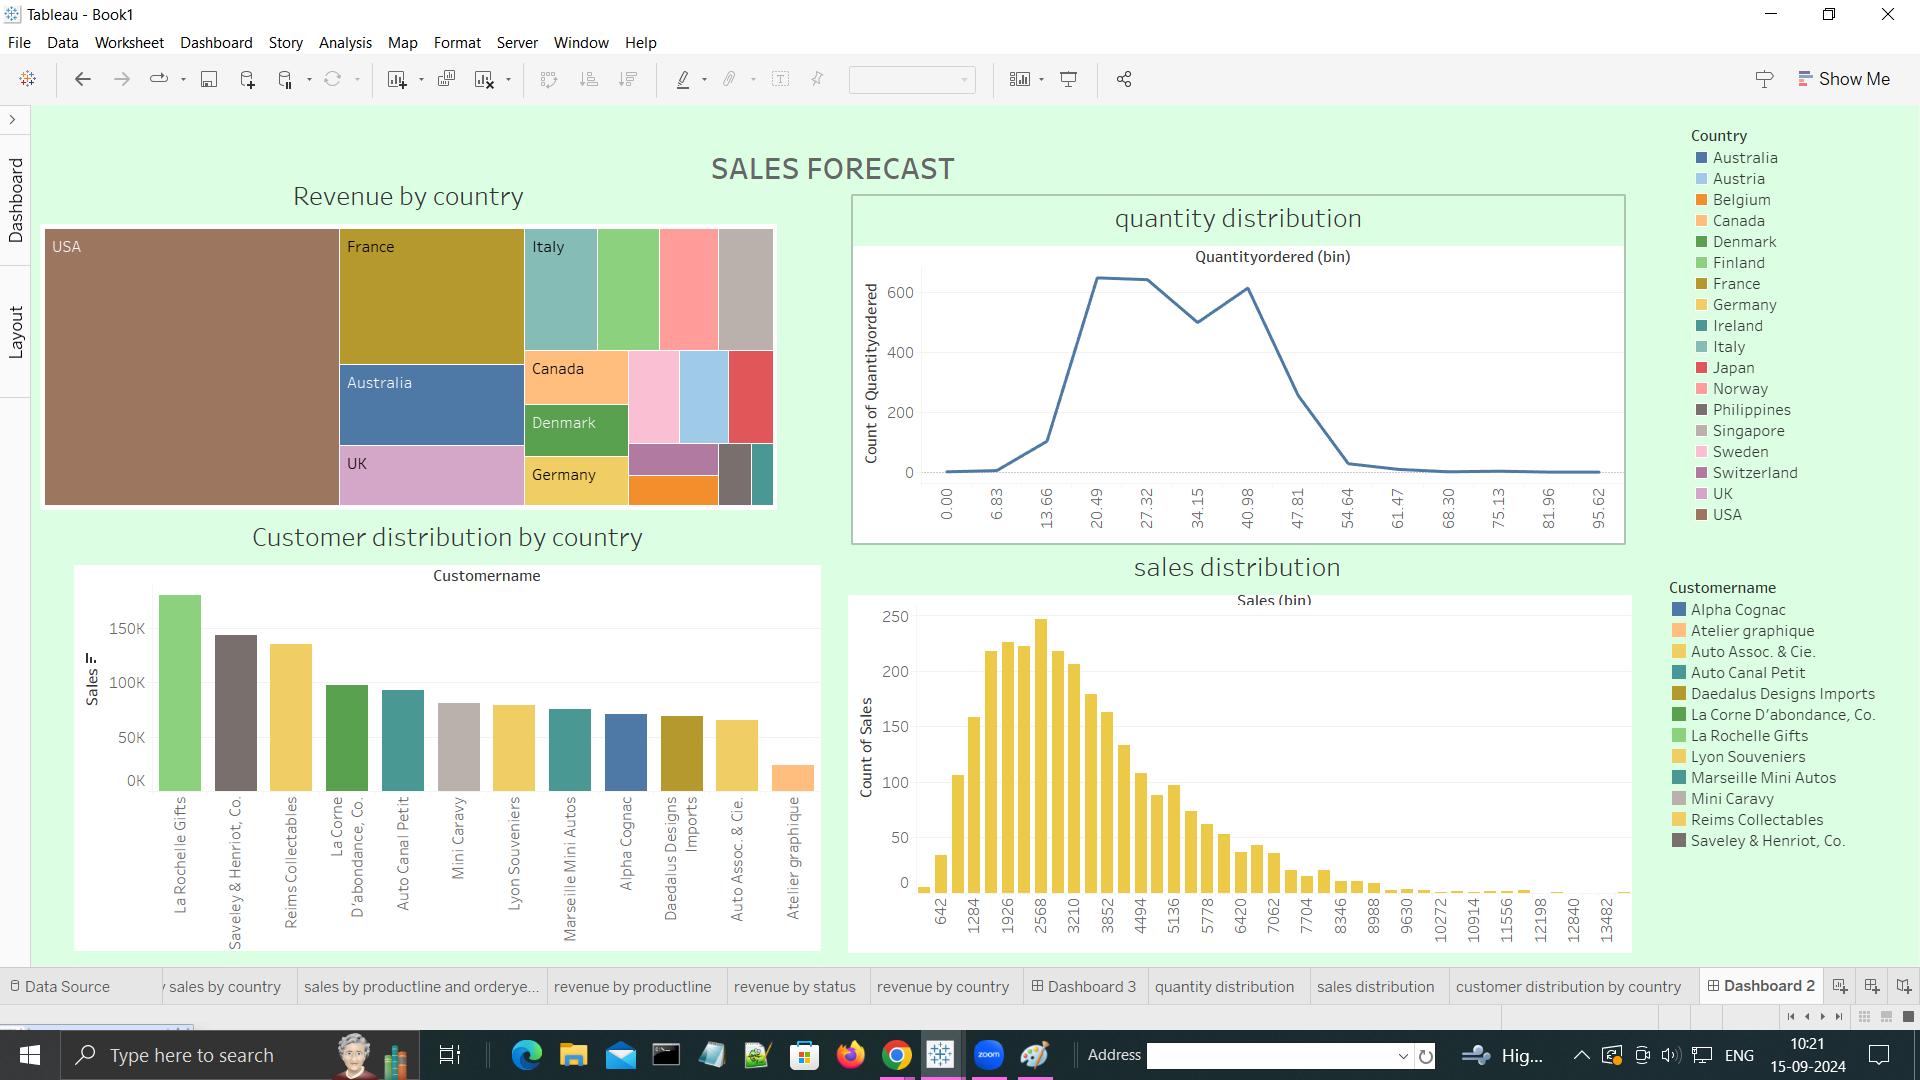 Tableau - Book1
File Data Worksheet Dashboard Story Analysis Map Format Server Window Help
Show Me
Dashboard
Layout
SALES FORECAST
Revenue by country
USA
France
Australia
UK
Italy
Canada
Denmark
Germany
quantity distribution
Quantityordered (bin)
Count of Quantityordered
600
400
200
0
0.00
6.83
13.66
20.49
27.32
34.15
40.98
47.81
54.64
61.47
68.30
75.13
81.96
95.62
Country
Australia
Austria
Belgium
Canada
Denmark
Finland
France
Germany
Ireland
Italy
Japan
Norway
Philippines
Singapore
Sweden
Switzerland
UK
USA
Customer distribution by country
Customername
Sales
150K
100K
50K
0K
La Rochelle Gifts
Saveley & Henriot, Co.
Reims Collectables
La Corne
D'abondance, Co.
Auto Canal Petit
Mini Caravy
Lyon Souveniers
Marseille Mini Autos
Alpha Cognac
Daedalus Designs
Imports
Auto Assoc. & Cie.
Atelier graphique
sales distribution
Sales (bin)
Count of Sales
250
200
150
100
50
0
642
1284
1926
2568
3210
3852
4494
5136
5778
6420
7062
7704
8346
8988
9630
10272
10914
11556
12198
12840
13482
Customername
Alpha Cognac
Atelier graphique
Auto Assoc. & Cie.
Auto Canal Petit
Daedalus Designs Imports
La Corne D'abondance, Co.
La Rochelle Gifts
Lyon Souveniers
Marseille Mini Autos
Mini Caravy
Reims Collectables
Saveley & Henriot, Co.
Data Source
sales by country
sales by productline and orderye...
revenue by productline
revenue by status
revenue by country
Dashboard 3
quantity distribution
sales distribution
customer distribution by country
Dashboard 2
Type here to search
zoom
Address
Hig...
ENG
10:21
15-09-2024